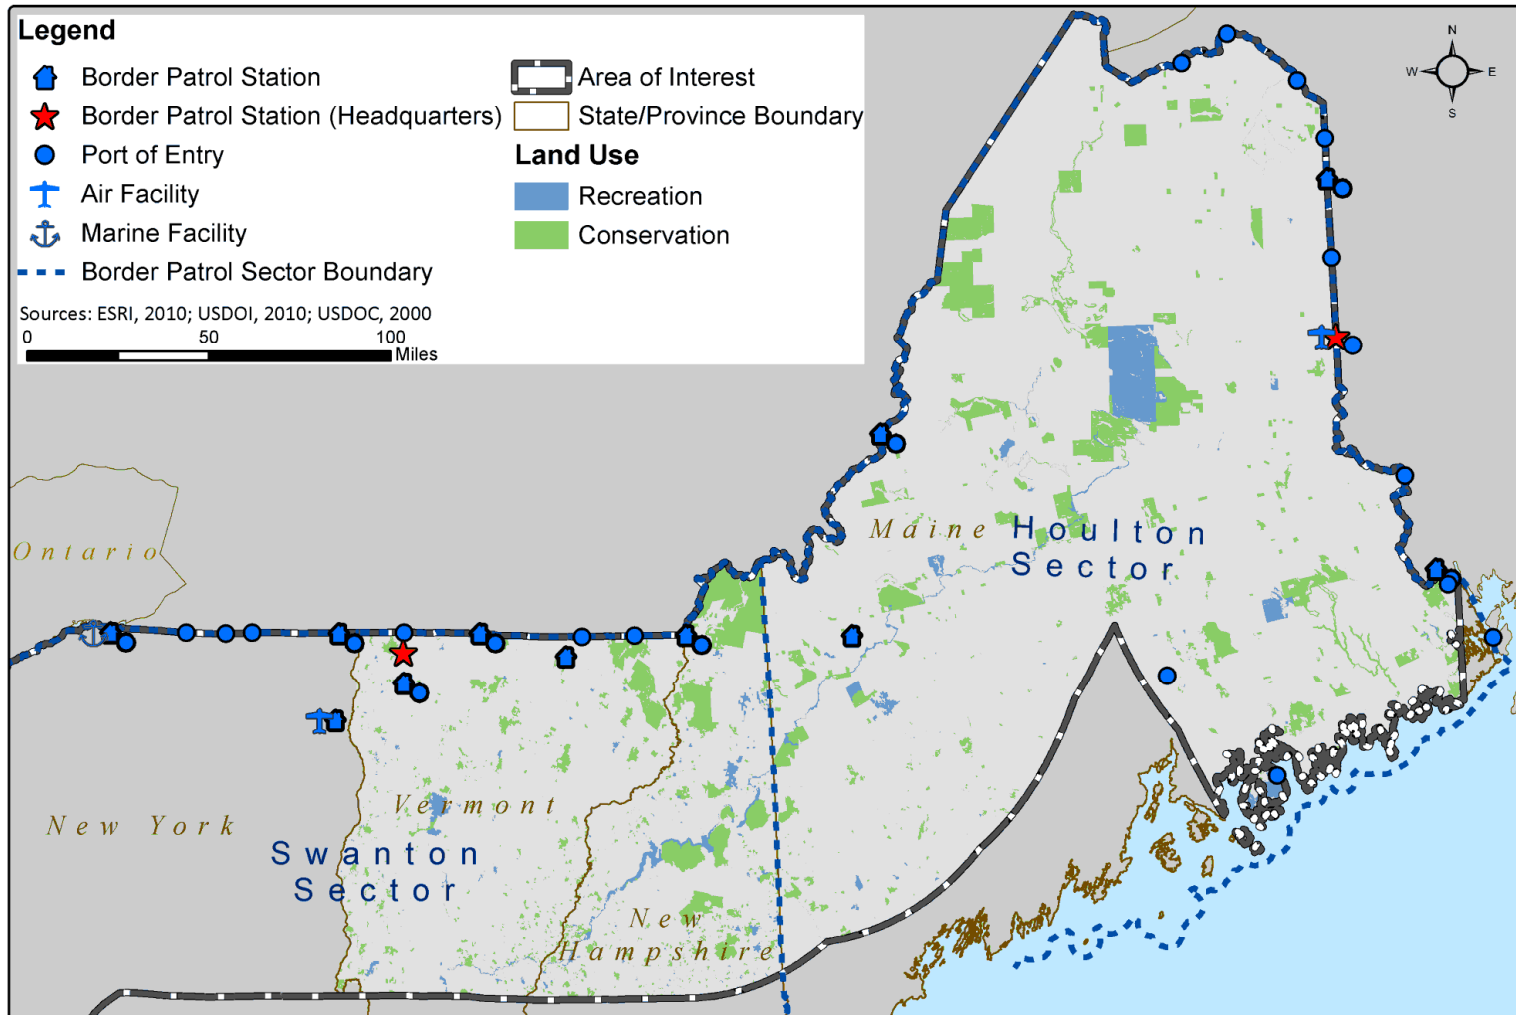 Legend
Border Patrol Station
Border Patrol Station (Headquarters)
Port of Entry
Air Facility
Marine Facility
Border Patrol Sector Boundary
Area of Interest
State/Province Boundary
Land Use
Recreation
Conservation
Sources: ESRI, 2010; USDOI, 2010; USDOC, 2000
0 50 100
Miles
N
W E
S
Ontario
Maine
Houlton
Sector
New York
Vermont
Swanton
Sector
New
Hampshire